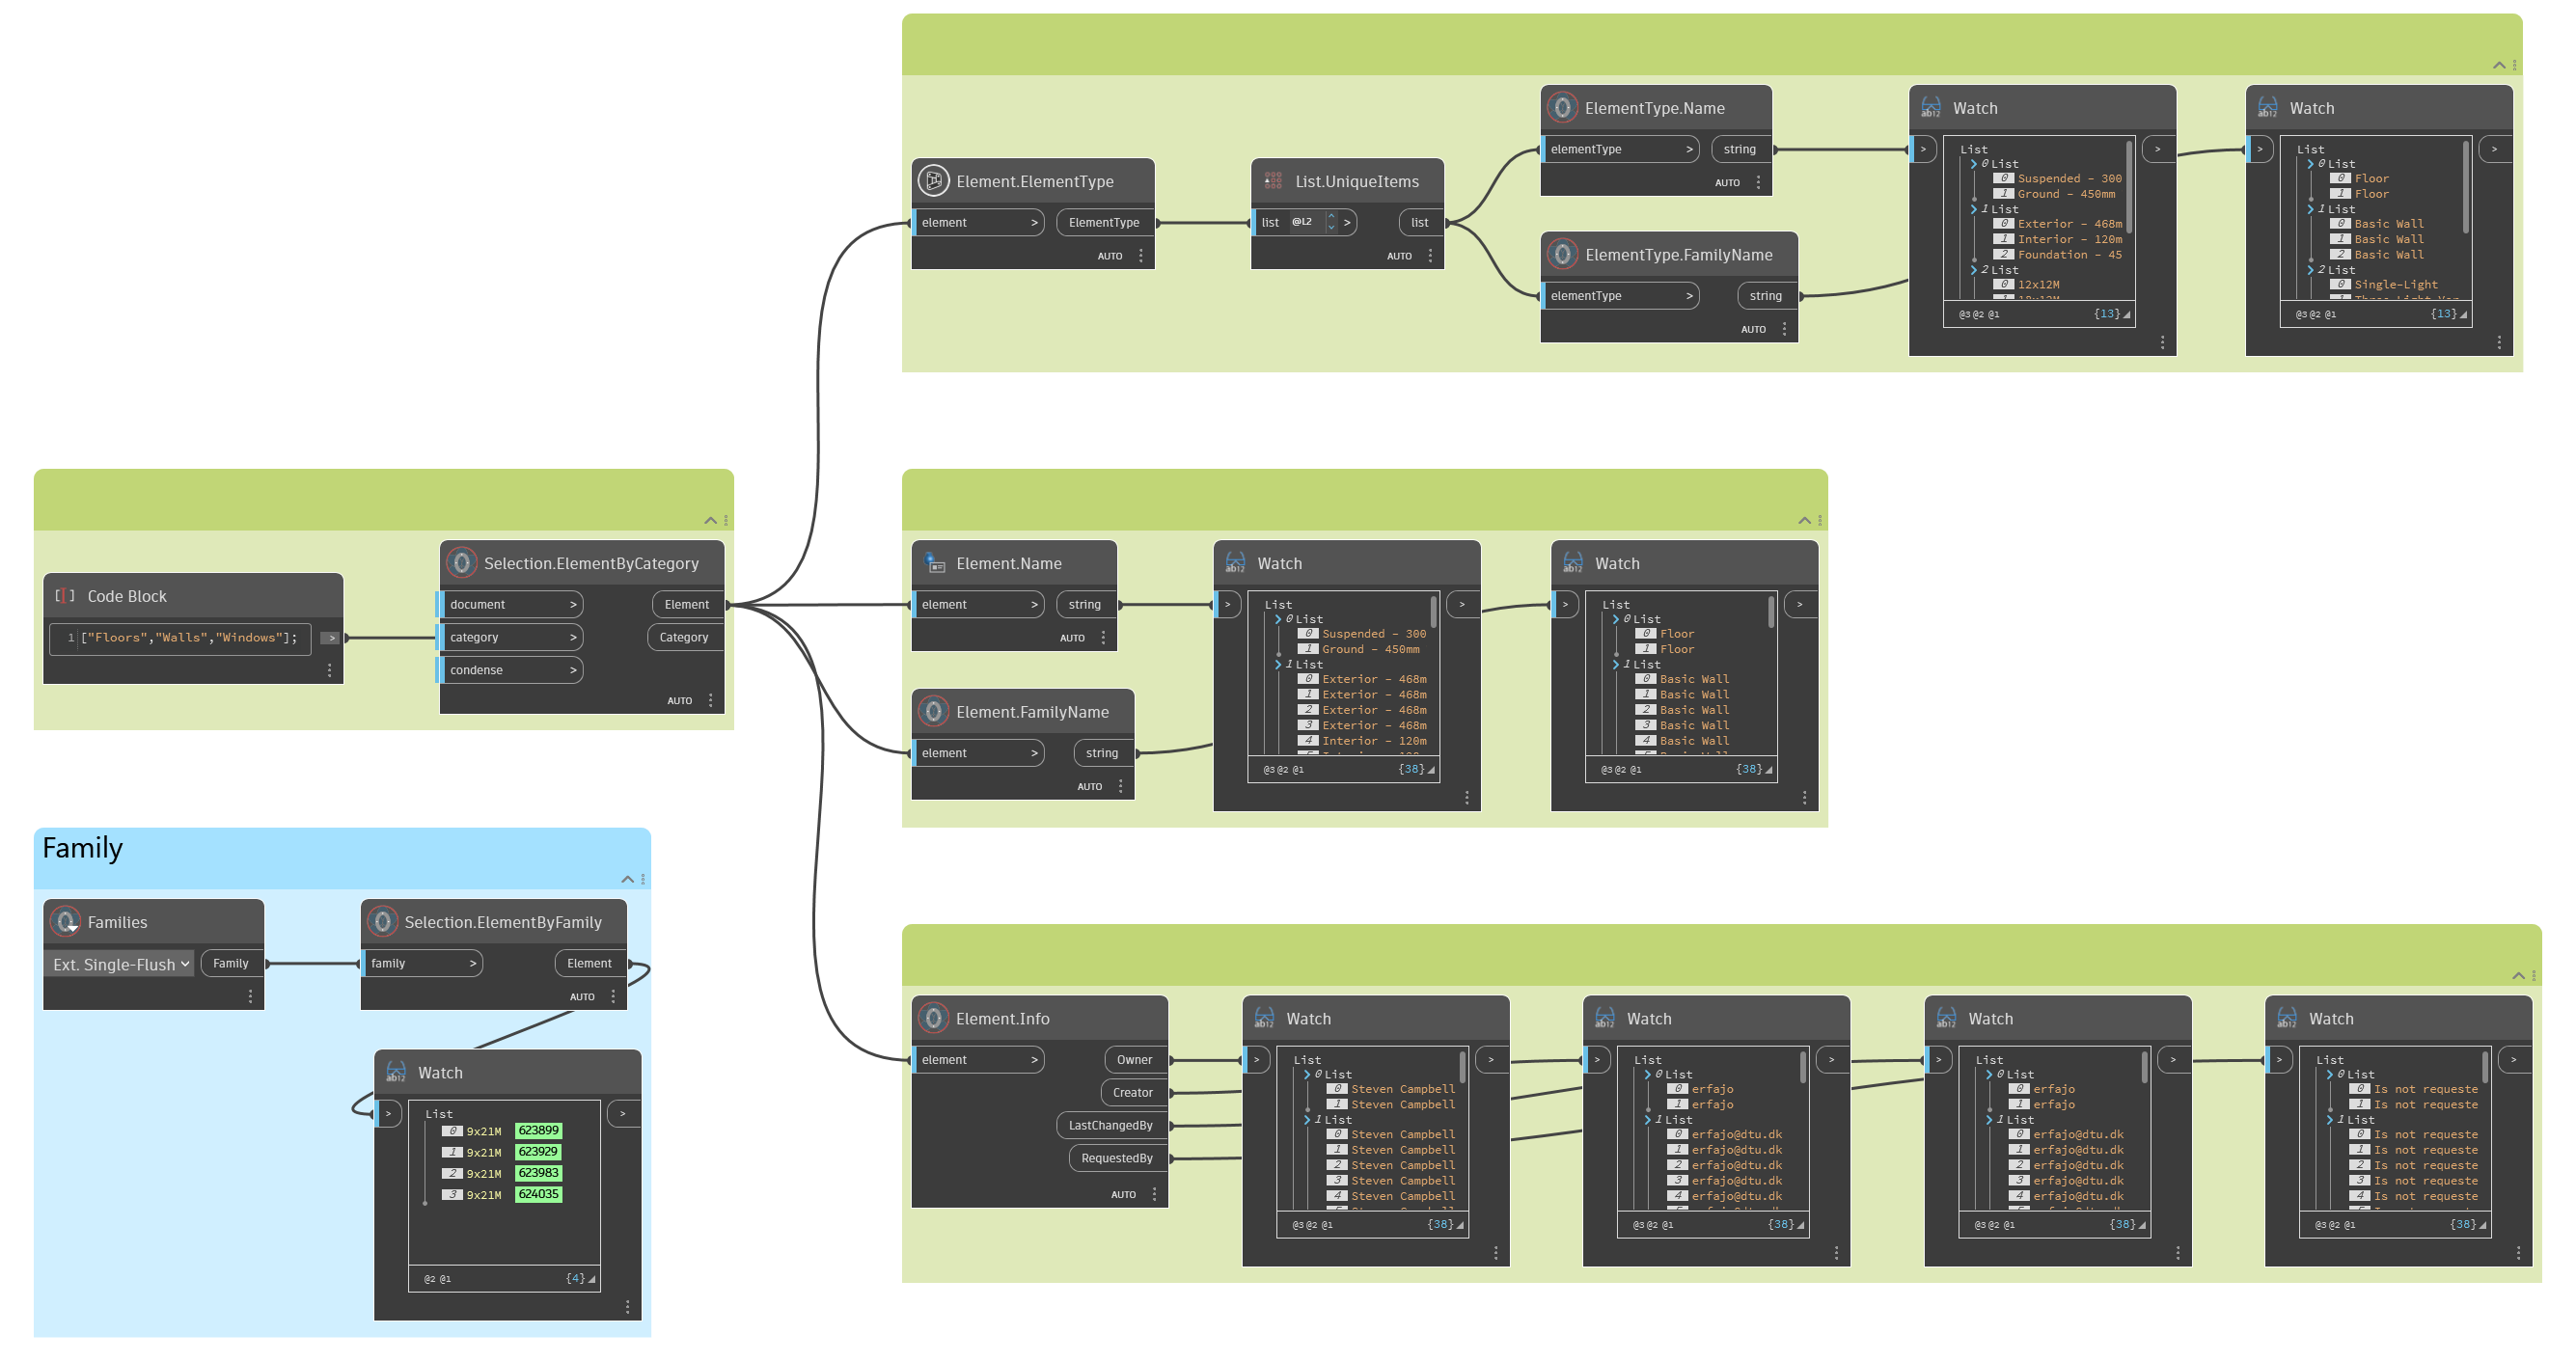 Element.ElementType
element >
ElementType
AUTO
List.UniqueItems
list @L2 >
list
AUTO
ElementType.Name
elementType >
string
AUTO
ElementType.FamilyName
elementType >
string
AUTO
Watch
>
>
List
0 List
0 Suspended - 300
1 Ground - 450mm
1 List
0 Exterior - 468m
1 Interior - 120m
2 Foundation - 45
2 List
0 12x12M
@3 @2 @1
{13}
Watch
>
>
List
0 List
0 Floor
1 Floor
1 List
0 Basic Wall
1 Basic Wall
2 Basic Wall
2 List
0 Single-Light
@3 @2 @1
{13}
Code Block
1 ["Floors","Walls","Windows"];
>
Selection.ElementByCategory
document >
Element
category >
Category
condense >
AUTO
Element.Name
element >
string
AUTO
Element.FamilyName
element >
string
AUTO
Watch
>
>
List
0 List
0 Suspended - 300
1 Ground - 450mm
1 List
0 Exterior - 468m
1 Exterior - 468m
2 Exterior - 468m
3 Exterior - 468m
4 Interior - 120m
@3 @2 @1
{38}
Watch
>
>
List
0 List
0 Floor
1 Floor
1 List
0 Basic Wall
1 Basic Wall
2 Basic Wall
3 Basic Wall
4 Basic Wall
@3 @2 @1
{38}
Family
Families
Ext. Single-Flush
Family
Selection.ElementByFamily
family >
Element
AUTO
Watch
>
>
List
0 9x21M 623899
1 9x21M 623929
2 9x21M 623983
3 9x21M 624035
@2 @1
{4}
Element.Info
element >
Owner
Creator
LastChangedBy
RequestedBy
AUTO
Watch
>
>
List
0 List
0 Steven Campbell
1 Steven Campbell
1 List
0 Steven Campbell
1 Steven Campbell
2 Steven Campbell
3 Steven Campbell
4 Steven Campbell
@3 @2 @1
{38}
Watch
>
>
List
0 List
0 erfajo
1 erfajo
1 List
0 erfajo@dtu.dk
1 erfajo@dtu.dk
2 erfajo@dtu.dk
3 erfajo@dtu.dk
4 erfajo@dtu.dk
@3 @2 @1
{38}
Watch
>
>
List
0 List
0 erfajo
1 erfajo
1 List
0 erfajo@dtu.dk
1 erfajo@dtu.dk
2 erfajo@dtu.dk
3 erfajo@dtu.dk
4 erfajo@dtu.dk
@3 @2 @1
{38}
Watch
>
>
List
0 List
0 Is not requeste
1 Is not requeste
1 List
0 Is not requeste
1 Is not requeste
2 Is not requeste
3 Is not requeste
4 Is not requeste
@3 @2 @1
{38}